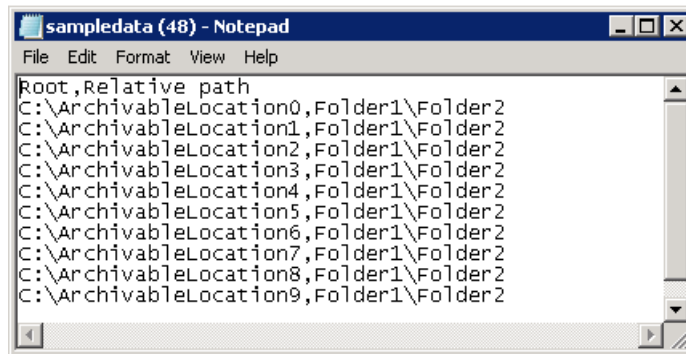 sampledata (48) - Notepad
File Edit Format View Help
Root,Relative path
C:\ArchivableLocation0,Folder1\Folder2
C:\ArchivableLocation1,Folder1\Folder2
C:\ArchivableLocation2,Folder1\Folder2
C:\ArchivableLocation3,Folder1\Folder2
C:\ArchivableLocation4,Folder1\Folder2
C:\ArchivableLocation5,Folder1\Folder2
C:\ArchivableLocation6,Folder1\Folder2
C:\ArchivableLocation7,Folder1\Folder2
C:\ArchivableLocation8,Folder1\Folder2
C:\ArchivableLocation9,Folder1\Folder2